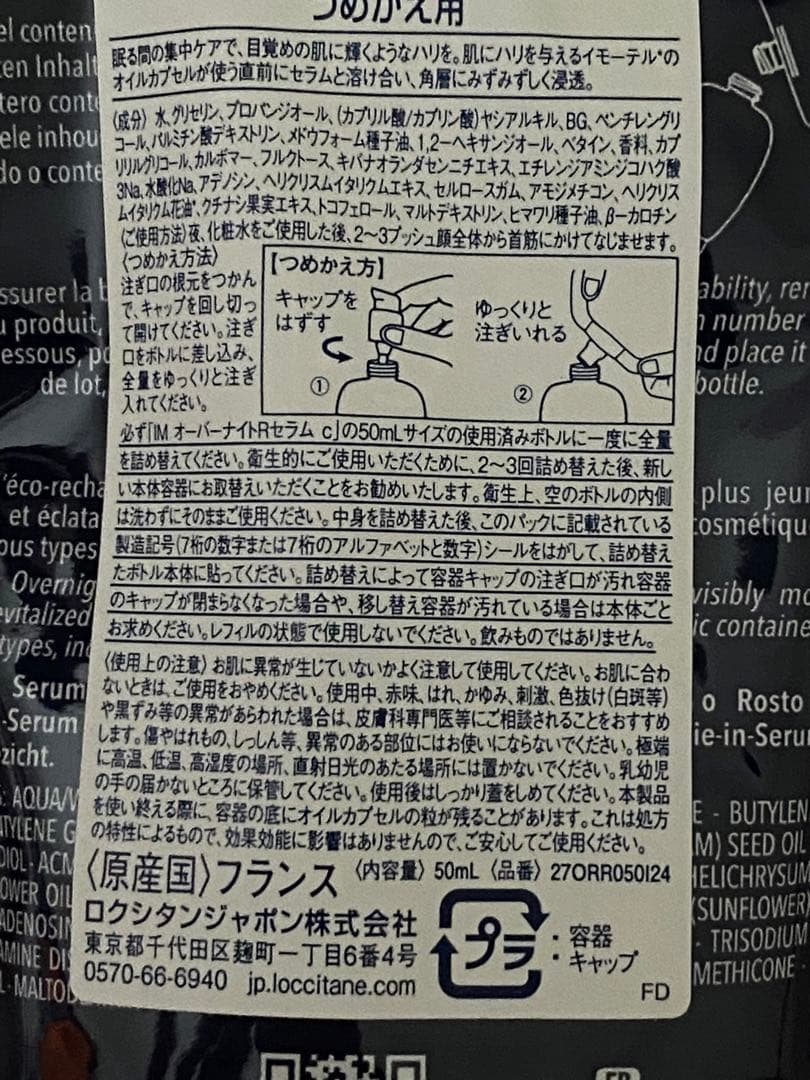 つめかえ用
眠る間の集中ケアで、目覚めの肌に輝くようなハリを。肌にハリを与えるイモーテル*の
オイルカプセルが使う直前にセラムと溶け合い、角層にみずみずしく浸透。
〈成分〉水、グリセリン、プロパンジオール、(カプリル酸/カプリン酸)ヤシアルキル、BG、ペンチレングリ
コール、パルミチン酸デキストリン、メドウフォーム種子油、1,2-ヘキサンジオール、ベタイン、香料、カプ
リリルグリコール、カルボマー、フルクトース、キバナオランダセンニチエキス、エチレンジアミンジコハク酸
3Na、水酸化Na、アデノシン、ヘリクリスムイタリクムエキス、セルロースガム、アモジメチコン、ヘリクリス
ムイタリクム花油*、クチナシ果実エキス、トコフェロール、マルトデキストリン、ヒマワリ種子油、β-カロチン
〈ご使用方法〉夜、化粧水をご使用した後、2~3プッシュ顔全体から首筋にかけてなじませます。
〈つめかえ方法〉
注ぎ口の根元をつかん
で、キャップを回し切っ
て開けてください。注ぎ
口をボトルに差し込み、
全量をゆっくりと注ぎ
入れてください。
【つめかえ方】
キャップを
はずす
①
ゆっくりと
注ぎいれる
②
必ず「IM オーバーナイトRセラム c」の50mLサイズの使用済みボトルに一度に全量
を詰め替えてください。衛生的にご使用いただくために、2~3回詰め替えた後、新し
い本体容器にお取替えいただくことをお勧めいたします。衛生上、空のボトルの内側
は洗わずにそのままご使用ください。中身を詰め替えた後、このパックに記載されている
製造記号(7桁の数字または7桁のアルファベットと数字)シールをはがして、詰め替え
たボトル本体に貼ってください。詰め替えによって容器キャップの注ぎ口が汚れ容器
のキャップが閉まらなくなった場合や、移し替え容器が汚れている場合は本体ごと
お求めください。レフィルの状態で使用しないでください。飲みものではありません。
〈使用上の注意〉お肌に異常が生じていないかよく注意して使用してください。お肌に合わ
ないときは、ご使用をおやめください。使用中、赤味、はれ、かゆみ、刺激、色抜け(白斑等)
や黒ずみ等の異常があらわれた場合は、皮膚科専門医等にご相談されることをおすすめ
します。傷やはれもの、しっしん等、異常のある部位にはお使いにならないでください。極端
に高温、低温、高湿度の場所、直射日光のあたる場所には置かないでください。乳幼児
の手の届かないところに保管してください。使用後はしっかり蓋をしめてください。本製品
を使い終える際に、容器の底にオイルカプセルの粒が残ることがあります。これは処方
の特性によるもので、効果効能に影響はありませんので、ご安心してご使用ください。
〈原産国〉フランス 〈内容量〉50mL 〈品番〉27ORR050I24
ロクシタンジャポン株式会社
東京都千代田区麹町一丁目6番4号
0570-66-6940 jp.loccitane.com
プラ
:容器
・キャップ
FD
ssurer la
produit,
essous,
de lot,
éco-recha
et éclata
ous types
Overnig
evitalized
types,
Serum
-Serum
zicht.
AQUA
TYLENE G
OWER OIL
ADENOSIN
AMINE
ability,
number
nd place it
bottle.
plus jeu
cosmétiqu
visibly
ic containe
o Rosto
ie-in-Seru
E - BUTYLEN
M) SEED OIL
HELICHRYSUM
(SUNFLOWER
- TRISODIUM
METHICONE -